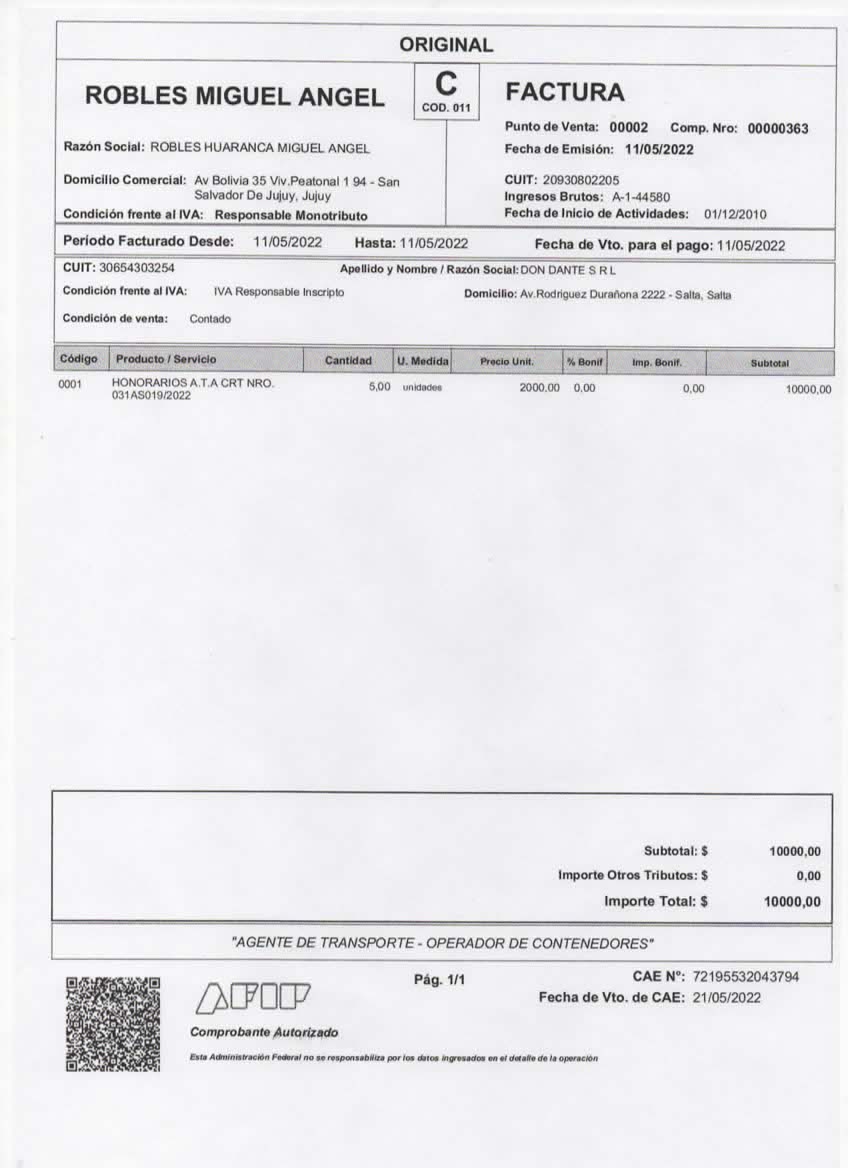 ORIGINAL
ROBLES MIGUEL ANGEL
C
COD. 011
FACTURA
Punto de Venta: 00002 Comp. Nro: 00000363
Fecha de Emisión: 11/05/2022
Razón Social: ROBLES HUARANCA MIGUEL ANGEL
Domicilio Comercial: Av Bolivia 35 Viv.Peatonal 1 94 - San
Salvador De Jujuy, Jujuy
Condición frente al IVA: Responsable Monotributo
CUIT: 20930802205
Ingresos Brutos: A-1-44580
Fecha de Inicio de Actividades: 01/12/2010
Período Facturado Desde: 11/05/2022 Hasta: 11/05/2022 Fecha de Vto. para el pago: 11/05/2022
CUIT: 30654303254 Apellido y Nombre / Razón Social: DON DANTE S R L
Condición frente al IVA: IVA Responsable Inscripto Domicilio: Av.Rodriguez Durañona 2222 - Salta, Salta
Condición de venta: Contado
Código Producto / Servicio Cantidad U. Medida Precio Unit. % Bonif Imp. Bonif. Subtotal
0001 HONORARIOS A.T.A CRT NRO. 5,00 unidades 2000,00 0,00 0,00 10000,00
031AS019/2022
Subtotal: $ 10000,00
Importe Otros Tributos: $ 0,00
Importe Total: $ 10000,00
"AGENTE DE TRANSPORTE - OPERADOR DE CONTENEDORES"
AFIP
Pág. 1/1
CAE N°: 72195532043794
Fecha de Vto. de CAE: 21/05/2022
Comprobante Autorizado
Esta Administración Federal no se responsabiliza por los datos ingresados en el detalle de la operación